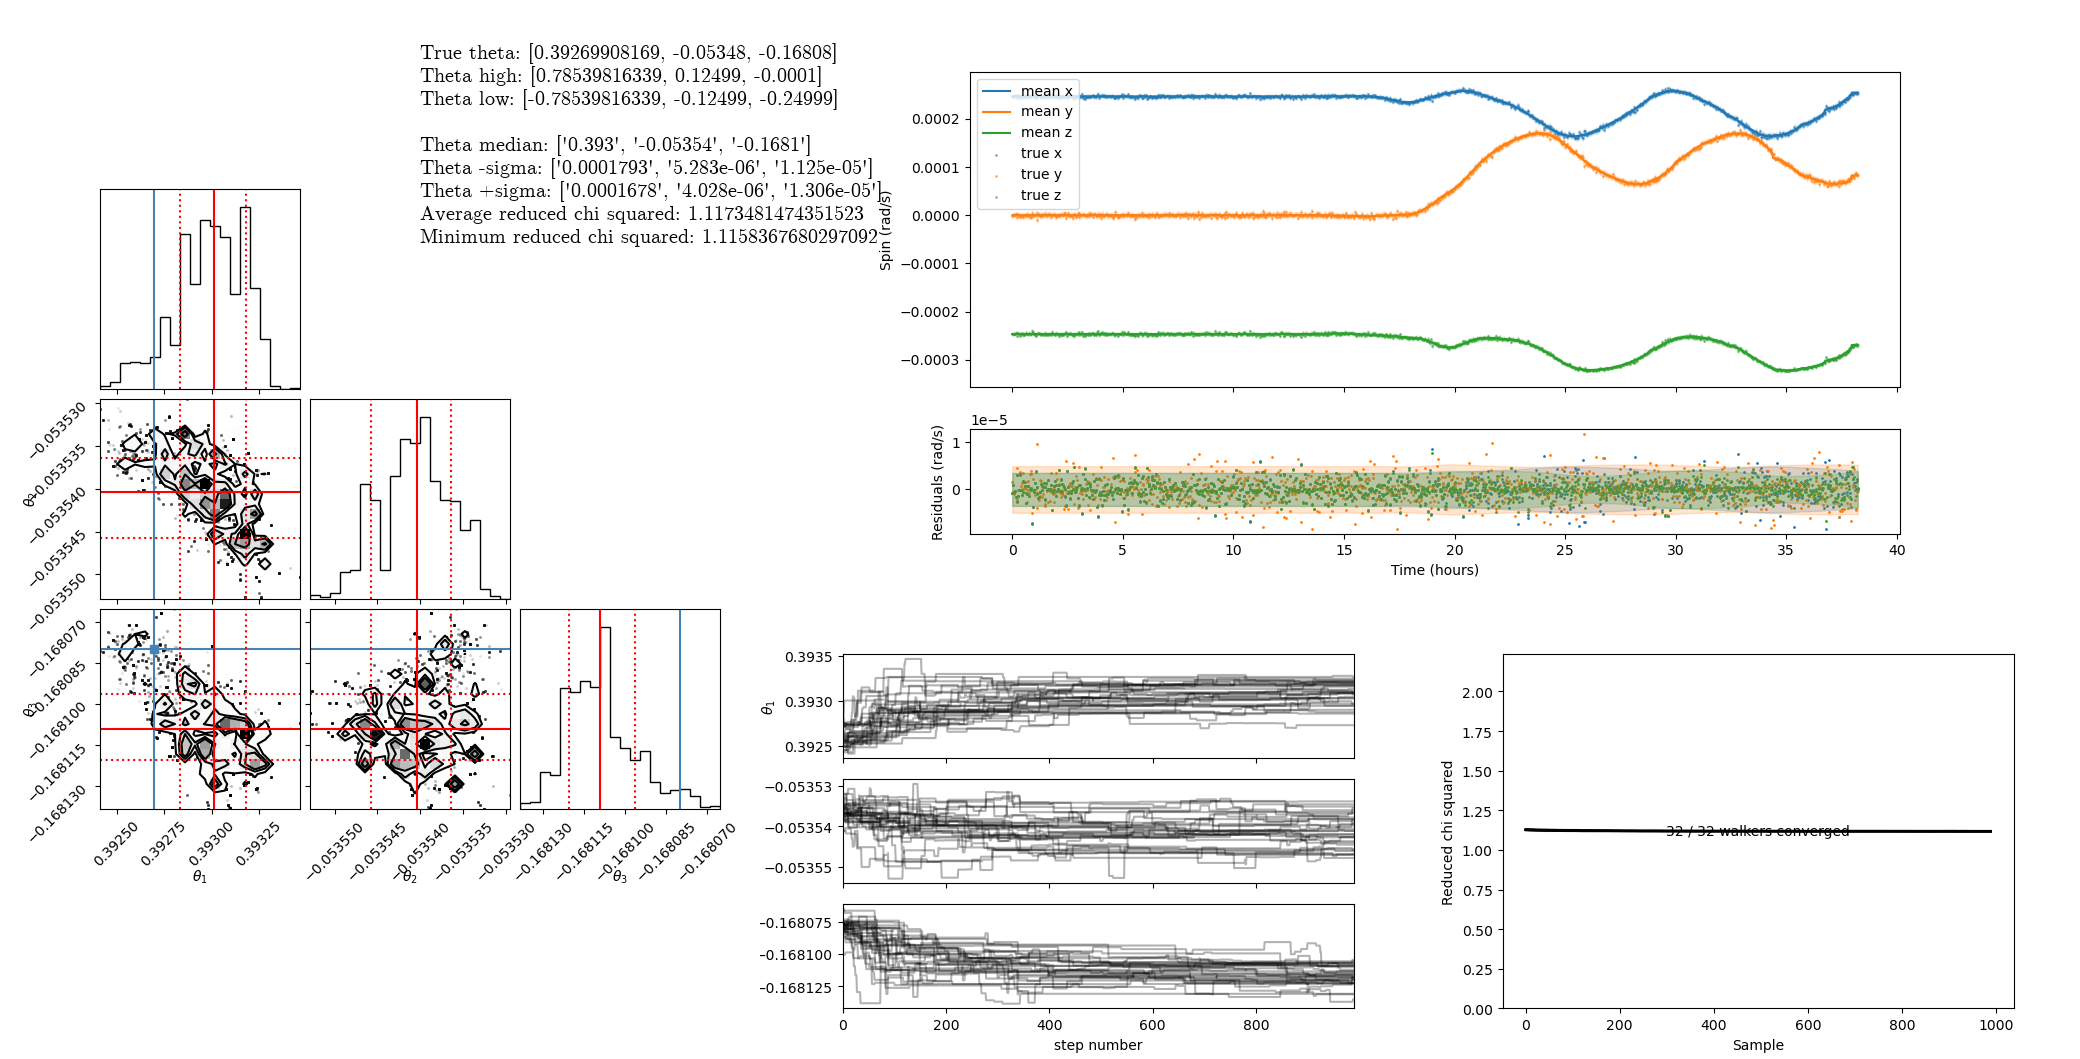 True theta: [0.39269908169, -0.05348, -0.16808]
Theta high: [0.78539816339, 0.12499, -0.0001]
Theta low: [-0.78539816339, -0.12499, -0.24999]
Theta median: ['0.393', '-0.05354', '-0.1681']
Theta -sigma: ['0.0001793', '5.283e-06', '1.125e-05']
Theta +sigma: ['0.0001678', '4.028e-06', '1.306e-05']
Average reduced chi squared: 1.1173481474351523
Minimum reduced chi squared: 1.1158367680297092
mean x
mean y
mean z
true x
true y
true z
Spin (rad/s)
0.0002
0.0001
0.0000
−0.0001
−0.0002
−0.0003
1e−5
1
0
Residuals (rad/s)
0 5 10 15 20 25 30 35 40
Time (hours)
−0.053530
−0.053535
−0.053540
−0.053545
−0.053550
−0.168070
−0.168085
−0.168100
−0.168115
−0.168130
0.39250 0.39275 0.39300 0.39325
θ1
−0.053550 −0.053545 −0.053540 −0.053535 −0.053530
θ2
−0.168130 −0.168115 −0.168100 −0.168085 −0.168070
θ3
0.3935
0.3930
0.3925
θ1
−0.05353
−0.05354
−0.05355
−0.168075
−0.168100
−0.168125
0 200 400 600 800
step number
2.00
1.75
1.50
1.25
1.00
0.75
0.50
0.25
0.00
Reduced chi squared
32 / 32 walkers converged
0 200 400 600 800 1000
Sample